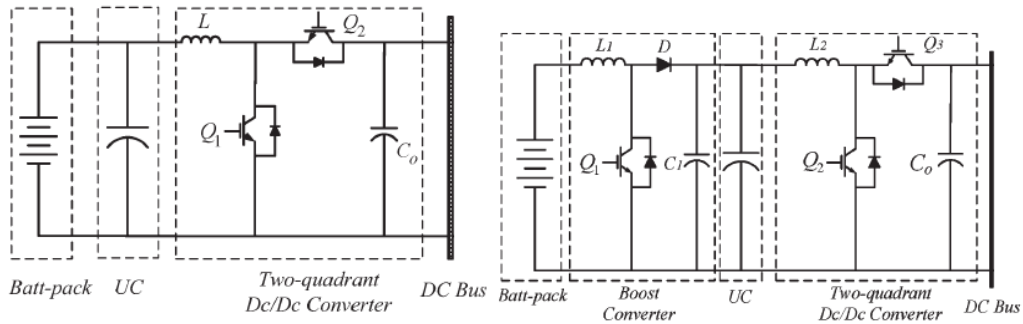 L
Q2
Q1
Co
Batt-pack
UC
Two-quadrant
Dc/Dc Converter
DC Bus
L1
D
Q3
L2
Q1
C1
Q2
Co
Batt-pack
Boost
Converter
UC
Two-quadrant
Dc/Dc Converter
DC Bus